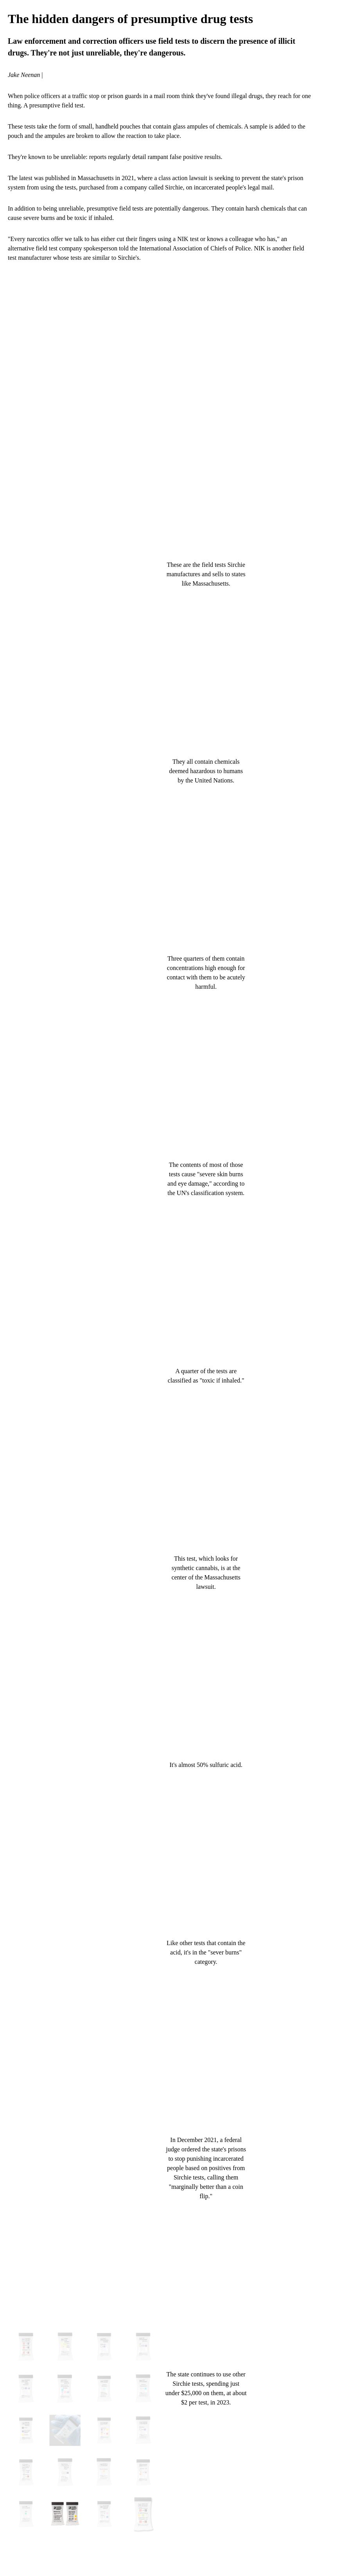 The hidden dangers of presumptive drug tests
Law enforcement and correction officers use field tests to discern the presence of illicit
drugs. They're not just unreliable, they're dangerous.
Jake Neenan |
When police officers at a traffic stop or prison guards in a mail room think they've found illegal drugs, they reach for one
thing. A presumptive field test.
These tests take the form of small, handheld pouches that contain glass ampules of chemicals. A sample is added to the
pouch and the ampules are broken to allow the reaction to take place.
They're known to be unreliable: reports regularly detail rampant false positive results.
The latest was published in Massachusetts in 2021, where a class action lawsuit is seeking to prevent the state's prison
system from using the tests, purchased from a company called Sirchie, on incarcerated people's legal mail.
In addition to being unreliable, presumptive field tests are potentially dangerous. They contain harsh chemicals that can
cause severe burns and be toxic if inhaled.
"Every narcotics offer we talk to has either cut their fingers using a NIK test or knows a colleague who has," an
alternative field test company spokesperson told the International Association of Chiefs of Police. NIK is another field
test manufacturer whose tests are similar to Sirchie's.
These are the field tests Sirchie
manufactures and sells to states
like Massachusetts.
They all contain chemicals
deemed hazardous to humans
by the United Nations.
Three quarters of them contain
concentrations high enough for
contact with them to be acutely
harmful.
The contents of most of those
tests cause "severe skin burns
and eye damage," according to
the UN's classification system.
A quarter of the tests are
classified as "toxic if inhaled."
This test, which looks for
synthetic cannabis, is at the
center of the Massachusetts
lawsuit.
It's almost 50% sulfuric acid.
Like other tests that contain the
acid, it's in the "sever burns"
category.
In December 2021, a federal
judge ordered the state's prisons
to stop punishing incarcerated
people based on positives from
Sirchie tests, calling them
"marginally better than a coin
flip."
The state continues to use other
Sirchie tests, spending just
under $25,000 on them, at about
$2 per test, in 2023.